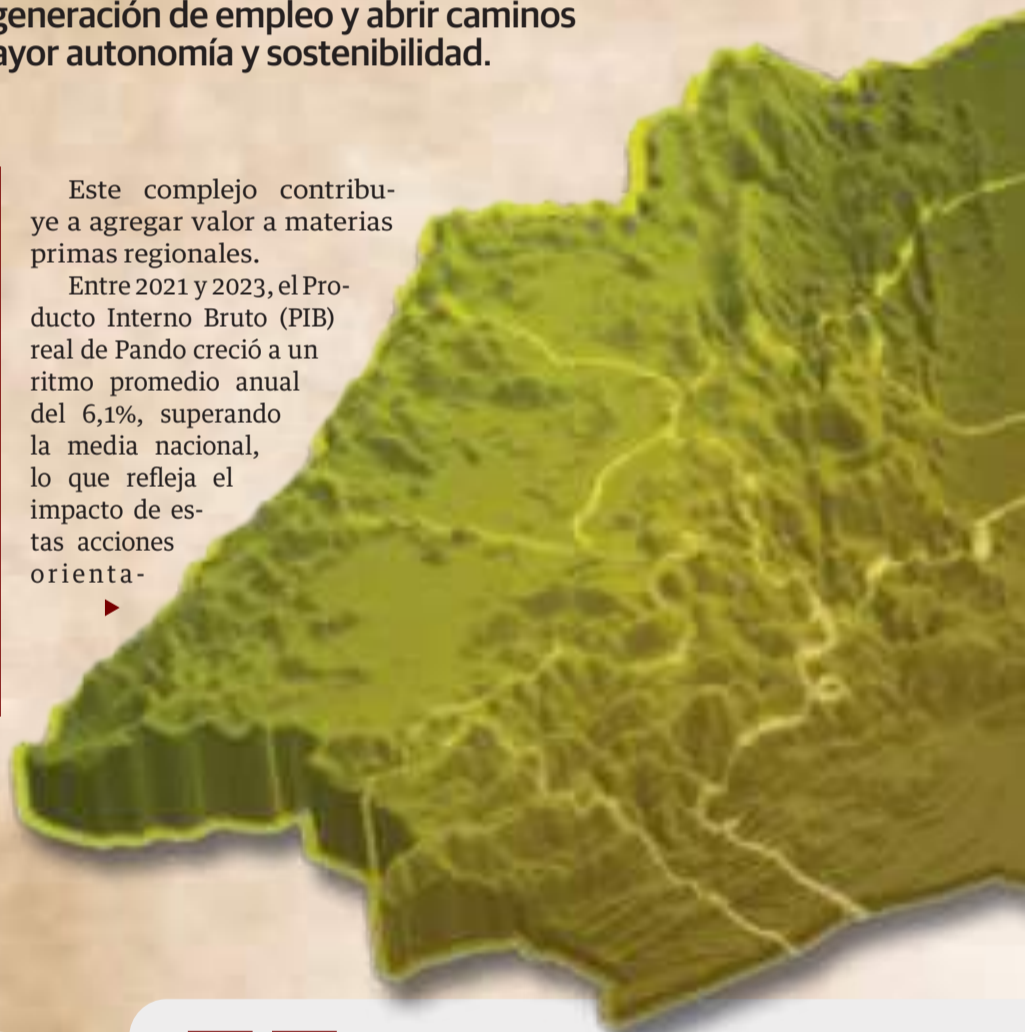 generación de empleo y abrir caminos
ayor autonomía y sostenibilidad.
Este complejo contribu-
ye a agregar valor a materias
primas regionales.
Entre 2021 y 2023, el Pro-
ducto Interno Bruto (PIB)
real de Pando creció a un
ritmo promedio anual
del 6,1%, superando
la media nacional,
lo que refleja el
impacto de es-
tas acciones
orienta-